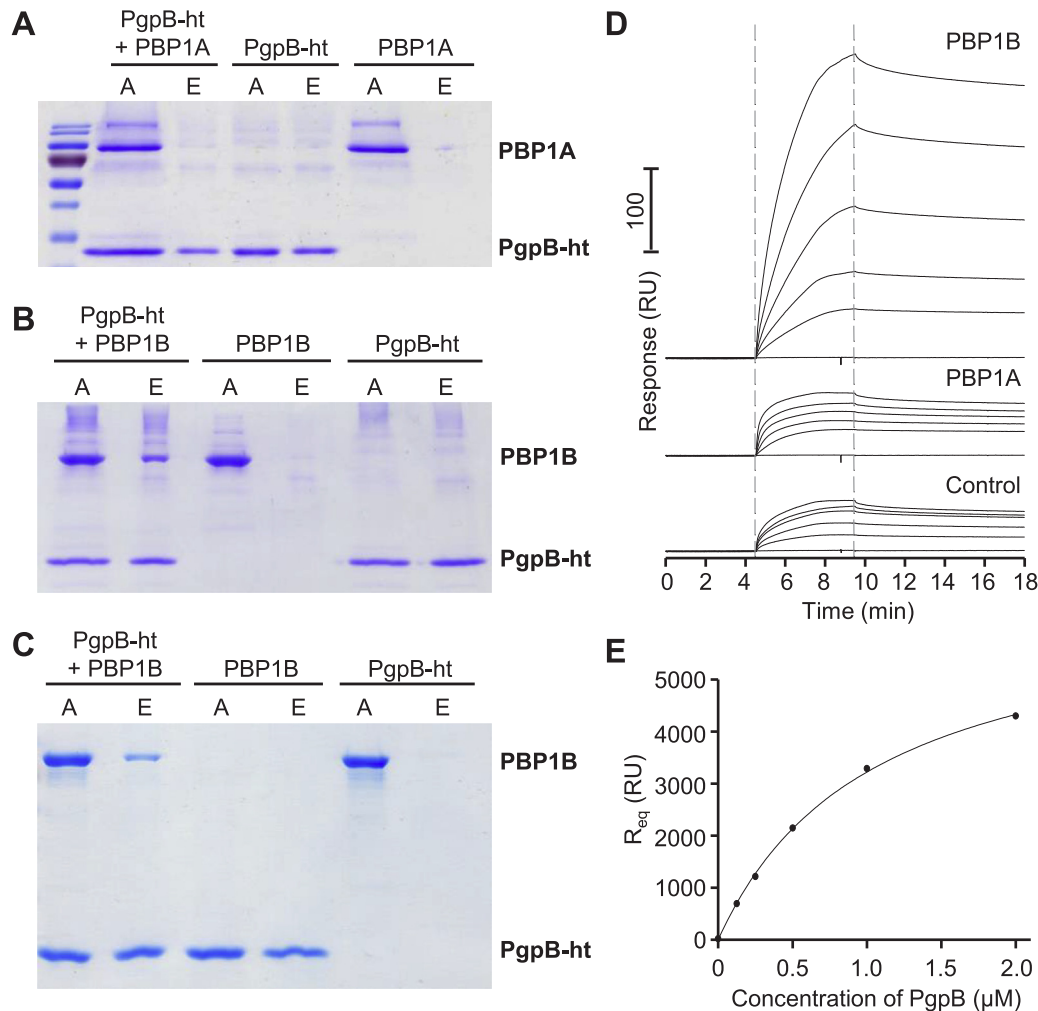 A
PgpB-ht
+ PBP1A
PgpB-ht
PBP1A
A E A E A E
PBP1A
PgpB-ht
B
PgpB-ht
+ PBP1B
PBP1B
PgpB-ht
A E A E A E
PBP1B
PgpB-ht
C
PgpB-ht
+ PBP1B
PBP1B
PgpB-ht
A E A E A E
PBP1B
PgpB-ht
D
PBP1B
100
Response (RU)
PBP1A
Control
0 2 4 6 8 10 12 14 16 18
Time (min)
E
5000
4000
3000
2000
1000
0
Req (RU)
0 0.5 1.0 1.5 2.0
Concentration of PgpB (µM)